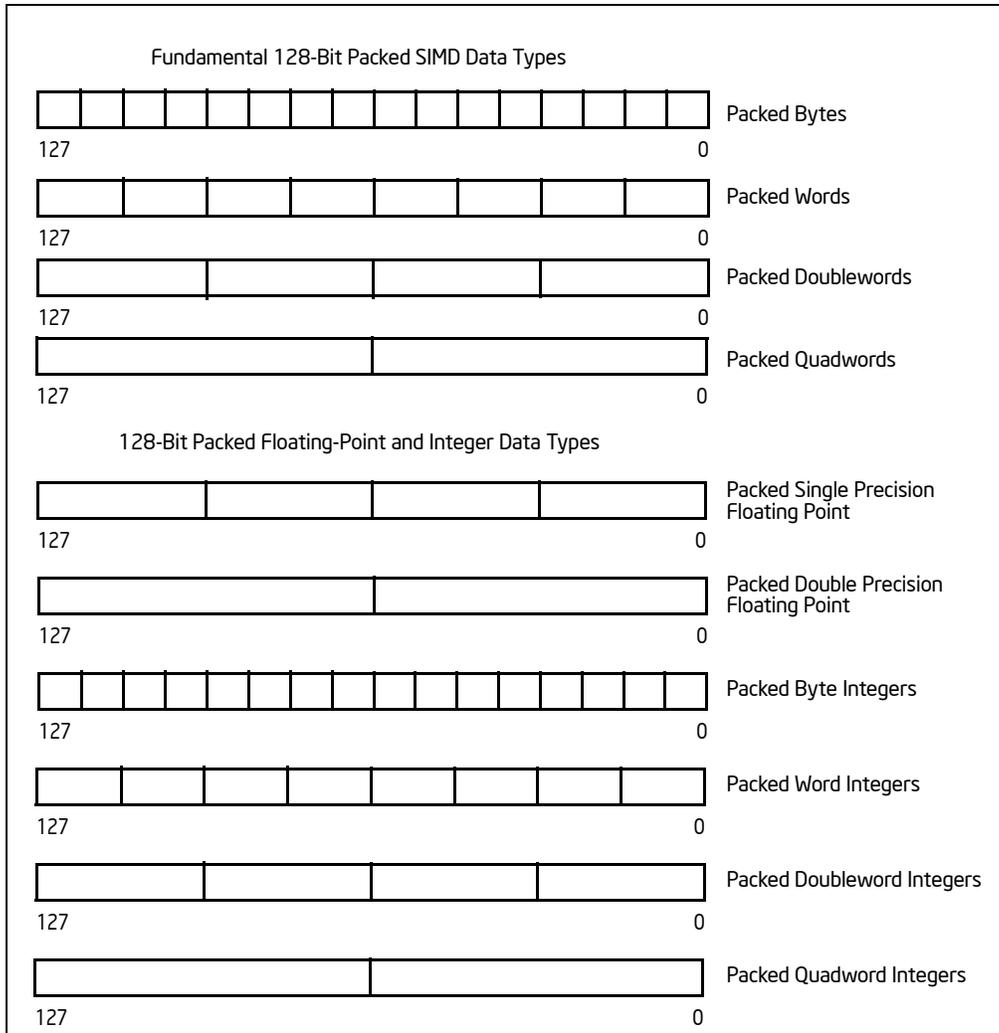 Fundamental 128-Bit Packed SIMD Data Types
Packed Bytes
127 0
Packed Words
127 0
Packed Doublewords
127 0
Packed Quadwords
127 0
128-Bit Packed Floating-Point and Integer Data Types
Packed Single Precision
Floating Point
127 0
Packed Double Precision
Floating Point
127 0
Packed Byte Integers
127 0
Packed Word Integers
127 0
Packed Doubleword Integers
127 0
Packed Quadword Integers
127 0